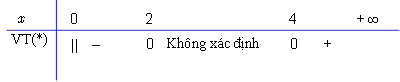 x 0 2 4 +∞
VT(*) || – 0 Không xác định 0 +